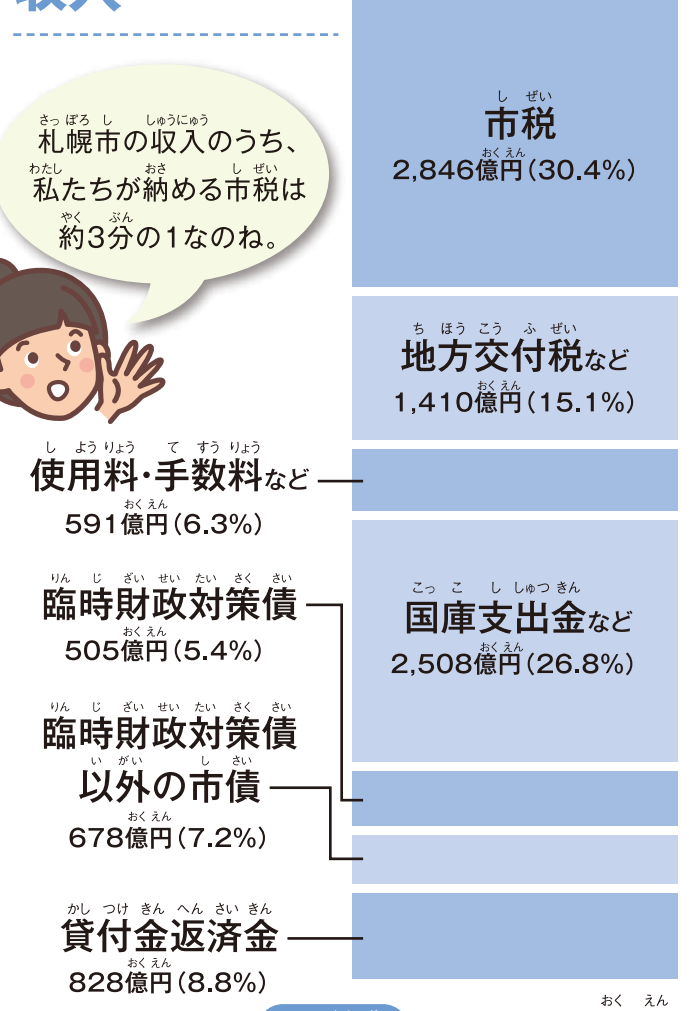 収入
札幌市の収入のうち、
私たちが納める市税は
約3分の1なのね。
市税
2,846億円(30.4%)
地方交付税など
1,410億円(15.1%)
使用料・手数料など
591億円(6.3%)
国庫支出金など
2,508億円(26.8%)
臨時財政対策債
505億円(5.4%)
臨時財政対策債
以外の市債
678億円(7.2%)
貸付金返済金
828億円(8.8%)
おく えん